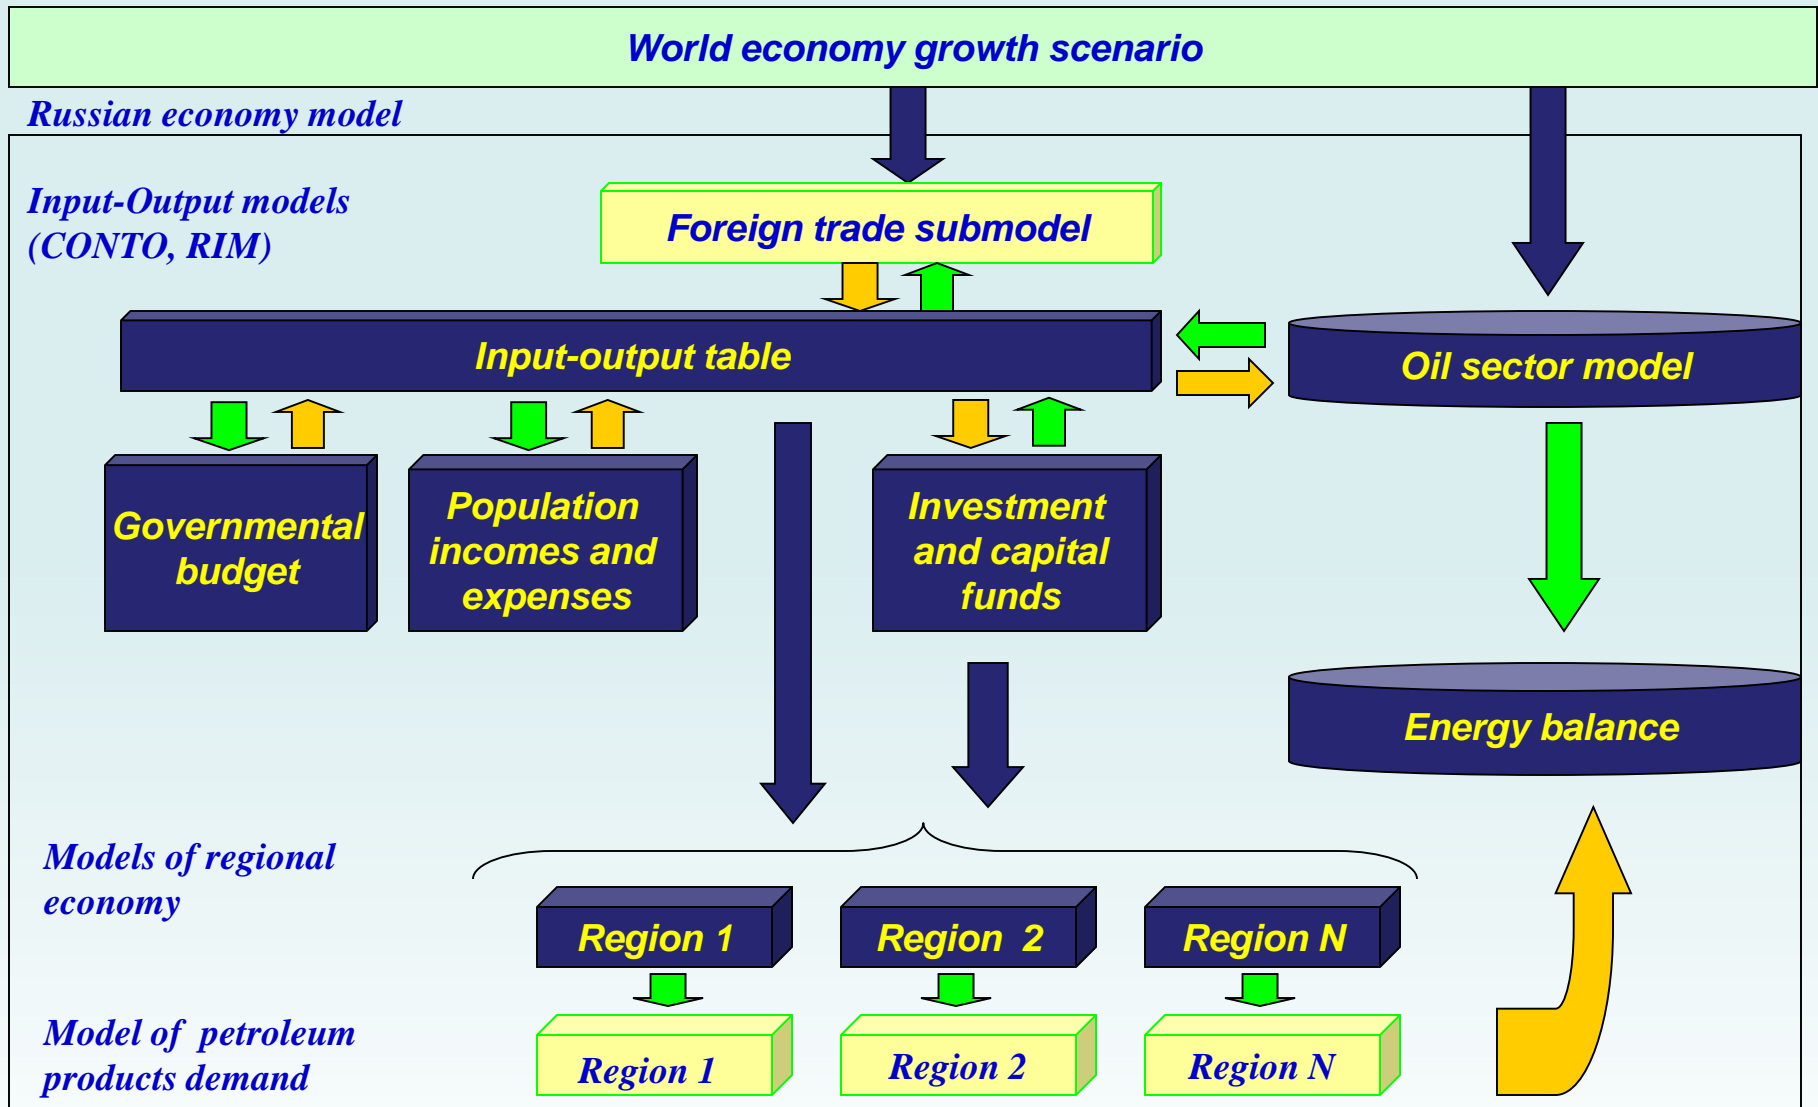 World economy growth scenario
Russian economy model
Input-Output models
(CONTO, RIM)
Foreign trade submodel
Input-output table
Oil sector model
Governmental
budget
Population
incomes and
expenses
Investment
and capital
funds
Energy balance
Models of regional
economy
Region 1
Region 2
Region N
Model of petroleum
products demand
Region 1
Region 2
Region N